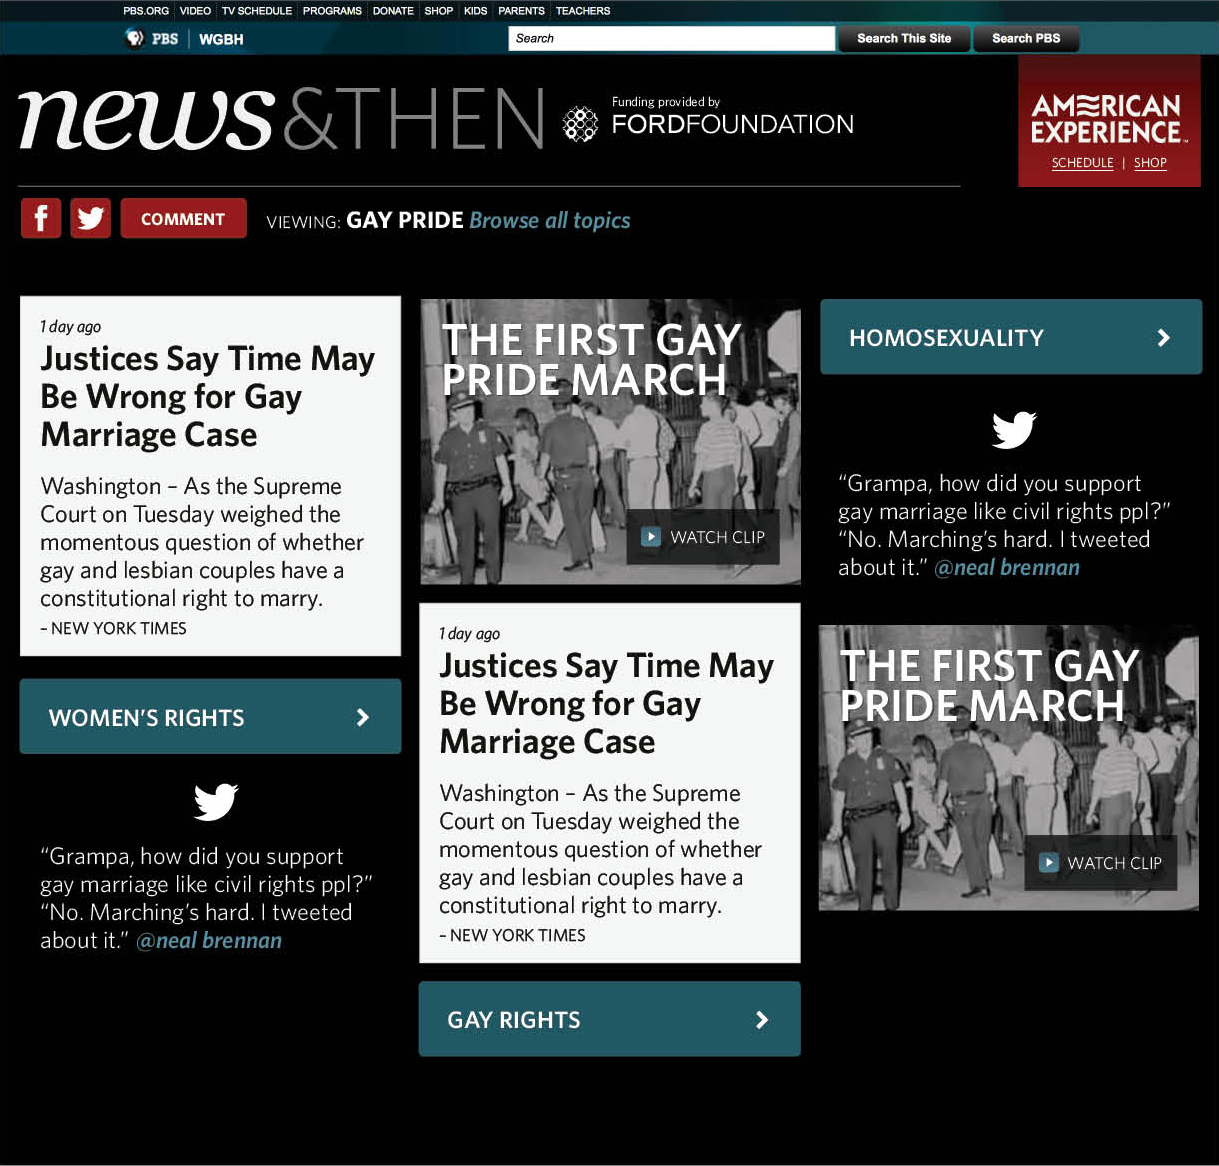 PBS.ORG VIDEO TV SCHEDULE PROGRAMS DONATE SHOP KIDS PARENTS TEACHERS
PBS WGBH Search Search This Site Search PBS
news&THEN
Funding provided by
FORDFOUNDATION
AMERICAN
EXPERIENCE™
SCHEDULE | SHOP
f COMMENT VIEWING: GAY PRIDE Browse all topics
1 day ago
Justices Say Time May
Be Wrong for Gay
Marriage Case
Washington – As the Supreme
Court on Tuesday weighed the
momentous question of whether
gay and lesbian couples have a
constitutional right to marry.
– NEW YORK TIMES
WOMEN’S RIGHTS
“Grampa, how did you support
gay marriage like civil rights ppl?”
“No. Marching’s hard. I tweeted
about it.” @neal brennan
THE FIRST GAY
PRIDE MARCH
WATCH CLIP
1 day ago
Justices Say Time May
Be Wrong for Gay
Marriage Case
Washington – As the Supreme
Court on Tuesday weighed the
momentous question of whether
gay and lesbian couples have a
constitutional right to marry.
– NEW YORK TIMES
GAY RIGHTS
HOMOSEXUALITY
“Grampa, how did you support
gay marriage like civil rights ppl?”
“No. Marching’s hard. I tweeted
about it.” @neal brennan
THE FIRST GAY
PRIDE MARCH
WATCH CLIP